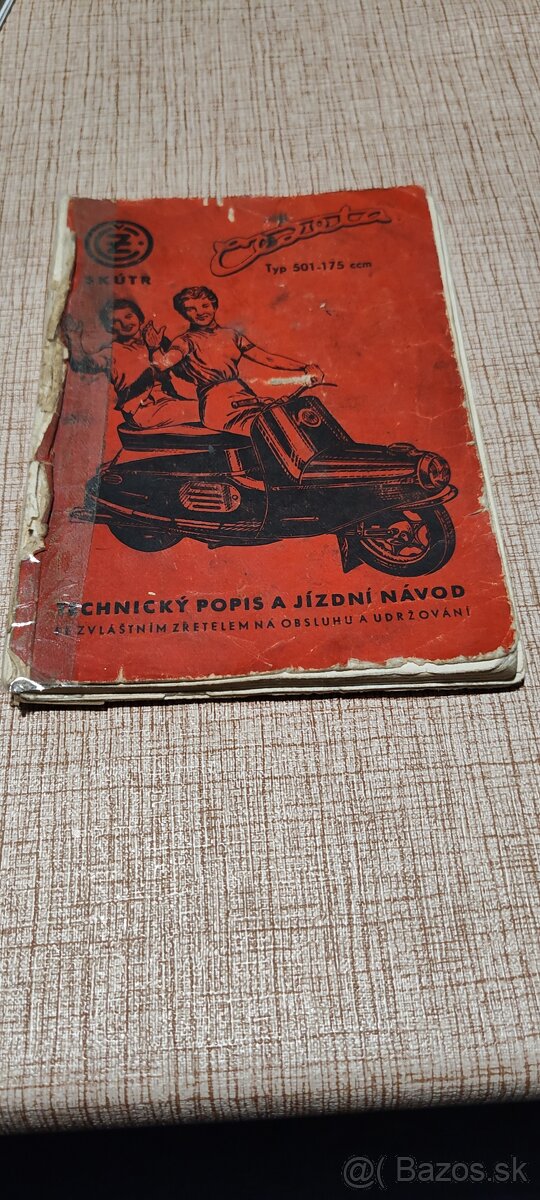 ČZ
SKÚTR
Čezeta
Typ 501-175 ccm
TECHNICKÝ POPIS A JÍZDNÍ NÁVOD
SE ZVLÁŠTNÍM ZŘETELEM NA OBSLUHU A UDRŽOVÁNÍ
@( Bazos.sk